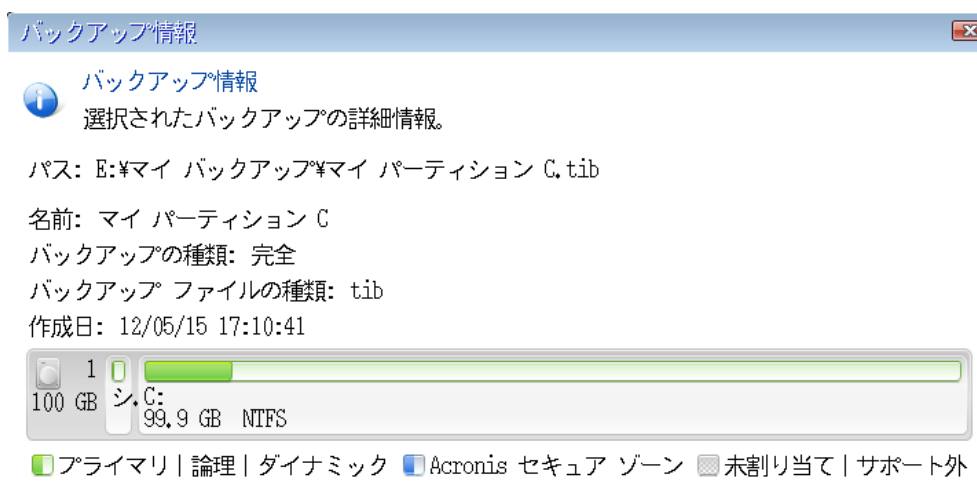 バックアップ情報
バックアップ情報
選択されたバックアップの詳細情報。
パス: E:¥マイ バックアップ¥マイ パーティション C.tib
名前: マイ パーティション C
バックアップの種類: 完全
バックアップ ファイルの種類: tib
作成日: 12/05/15 17:10:41
1
100 GB
シ.
C:
99.9 GB NTFS
プライマリ|論理|ダイナミック Acronis セキュア ゾーン 未割り当て|サポート外